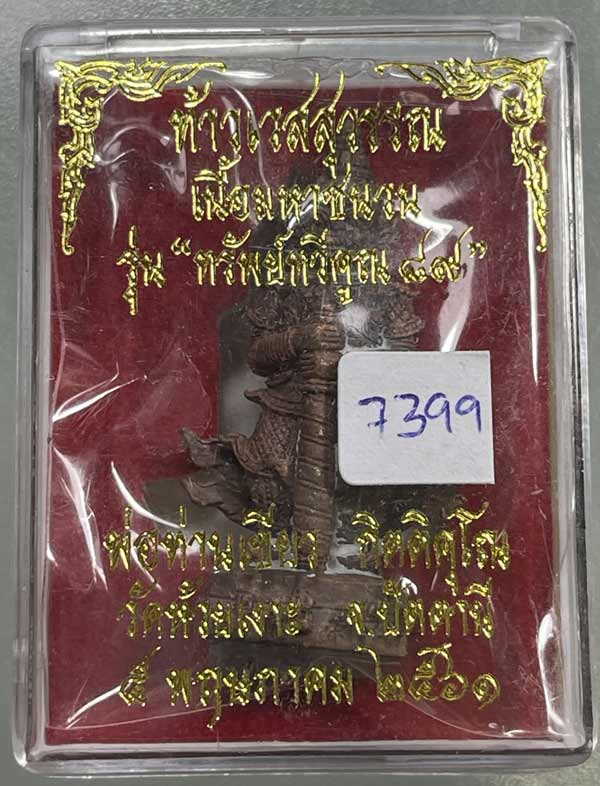 ท้าวเวสสุวรรณ
เนื้อมหาชนวน
รุ่น “ทรัพย์ทวีคูณ ๘๙”
7399
พ่อท่านเขียว กิตติคุโณ
วัดห้วยเงาะ จ.ปัตตานี
๕ พฤษภาคม ๒๕๖๑